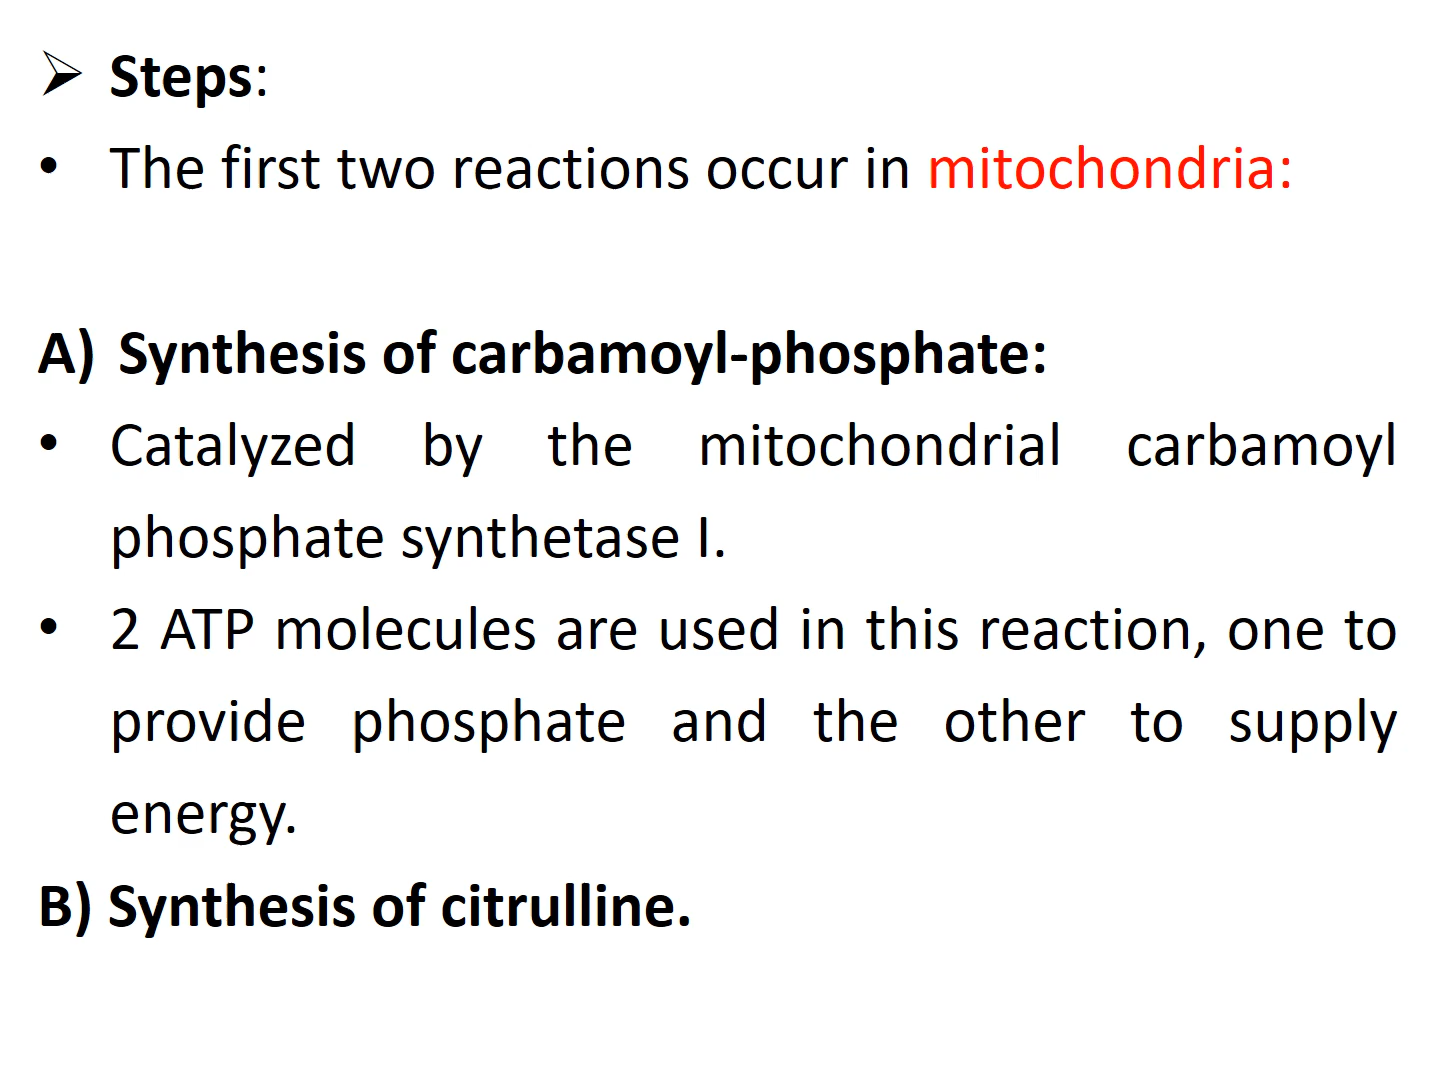 ➢ Steps:
• The first two reactions occur in mitochondria:
A) Synthesis of carbamoyl-phosphate:
• Catalyzed by the mitochondrial carbamoyl
phosphate synthetase I.
• 2 ATP molecules are used in this reaction, one to
provide phosphate and the other to supply
energy.
B) Synthesis of citrulline.